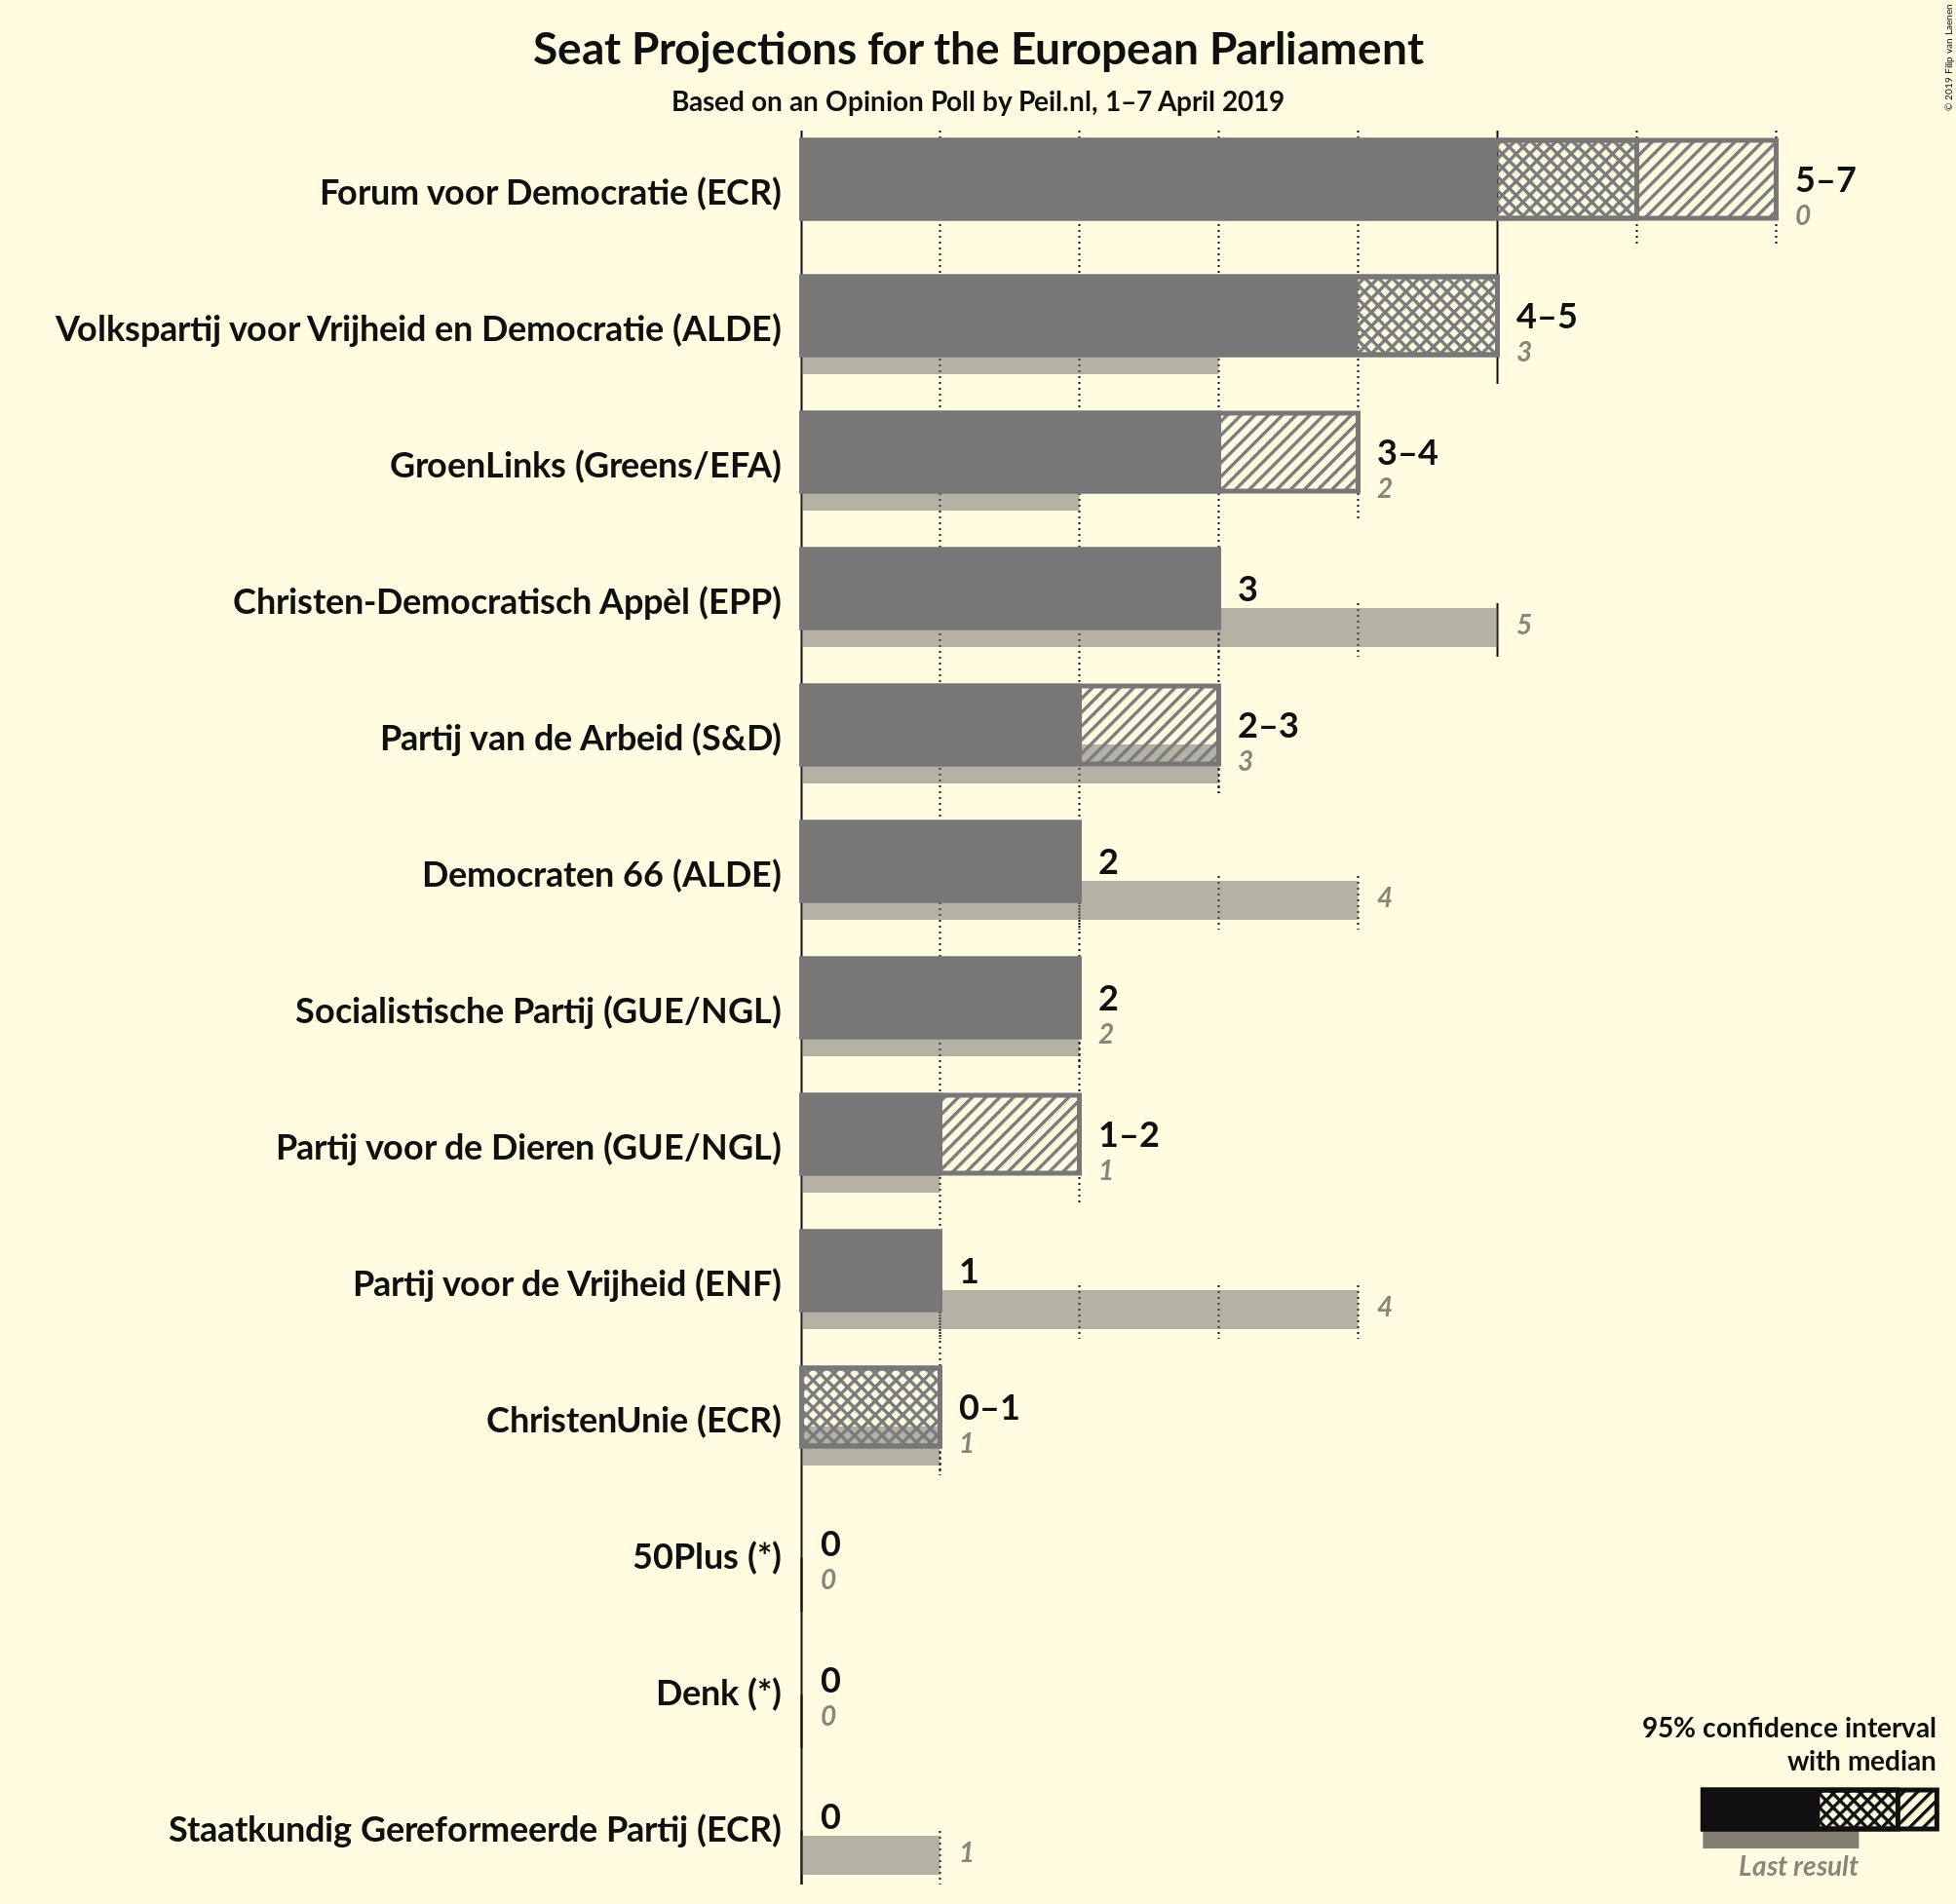 Seat Projections for the European Parliament
Based on an Opinion Poll by Peil.nl, 1–7 April 2019
© 2019 Filip van Laenen
Forum voor Democratie (ECR)
5–7
0
Volkspartij voor Vrijheid en Democratie (ALDE)
4–5
3
GroenLinks (Greens/EFA)
3–4
2
Christen-Democratisch Appèl (EPP)
3
5
Partij van de Arbeid (S&D)
2–3
3
Democraten 66 (ALDE)
2
4
Socialistische Partij (GUE/NGL)
2
2
Partij voor de Dieren (GUE/NGL)
1–2
1
Partij voor de Vrijheid (ENF)
1
4
ChristenUnie (ECR)
0–1
1
50Plus (*)
0
0
Denk (*)
0
0
Staatkundig Gereformeerde Partij (ECR)
0
1
95% confidence interval
with median
Last result